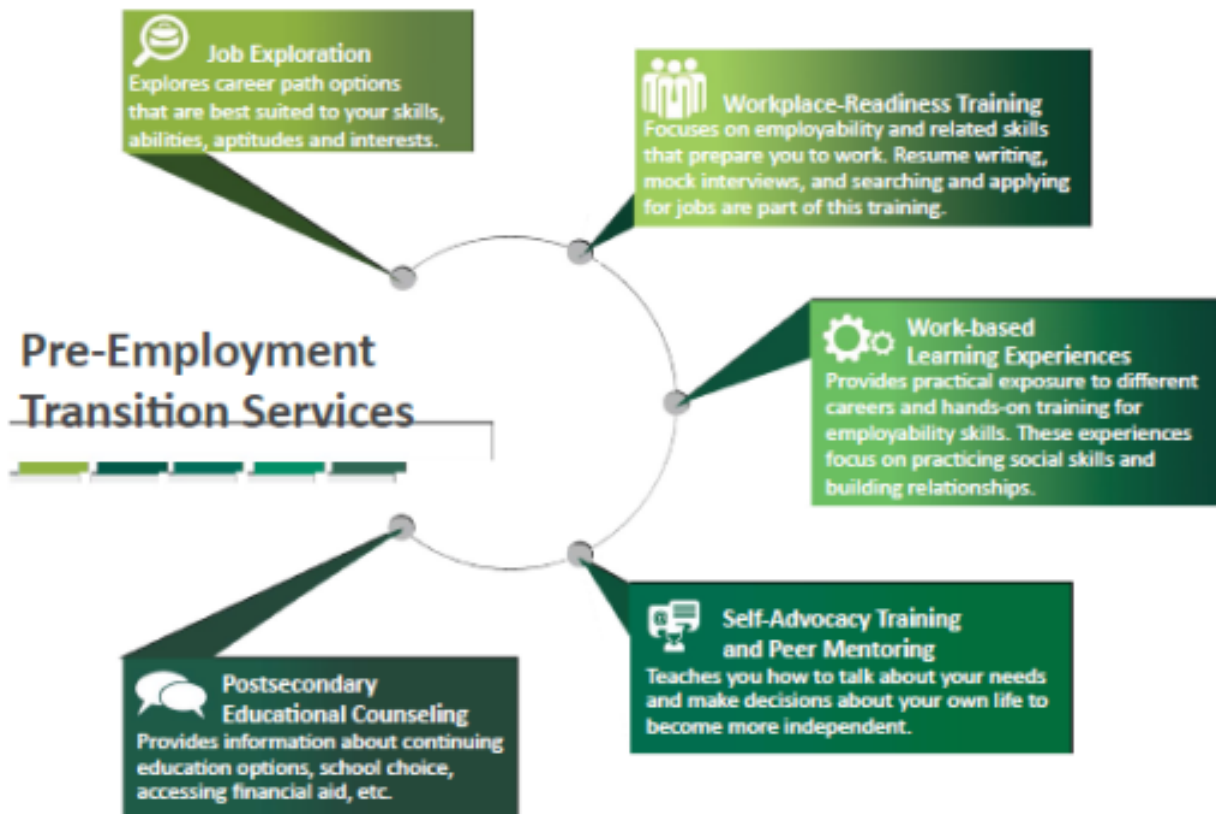 Job Exploration
Explores career path options
that are best suited to your skills,
abilities, aptitudes and interests.
Workplace-Readiness Training
Focuses on employability and related skills
that prepare you to work. Resume writing,
mock interviews, and searching and applying
for jobs are part of this training.
Pre-Employment
Transition Services
Work-based
Learning Experiences
Provides practical exposure to different
careers and hands-on training for
employability skills. These experiences
focus on practicing social skills and
building relationships.
Self-Advocacy Training
and Peer Mentoring
Teaches you how to talk about your needs
and make decisions about your own life to
become more independent.
Postsecondary
Educational Counseling
Provides information about continuing
education options, school choice,
accessing financial aid, etc.